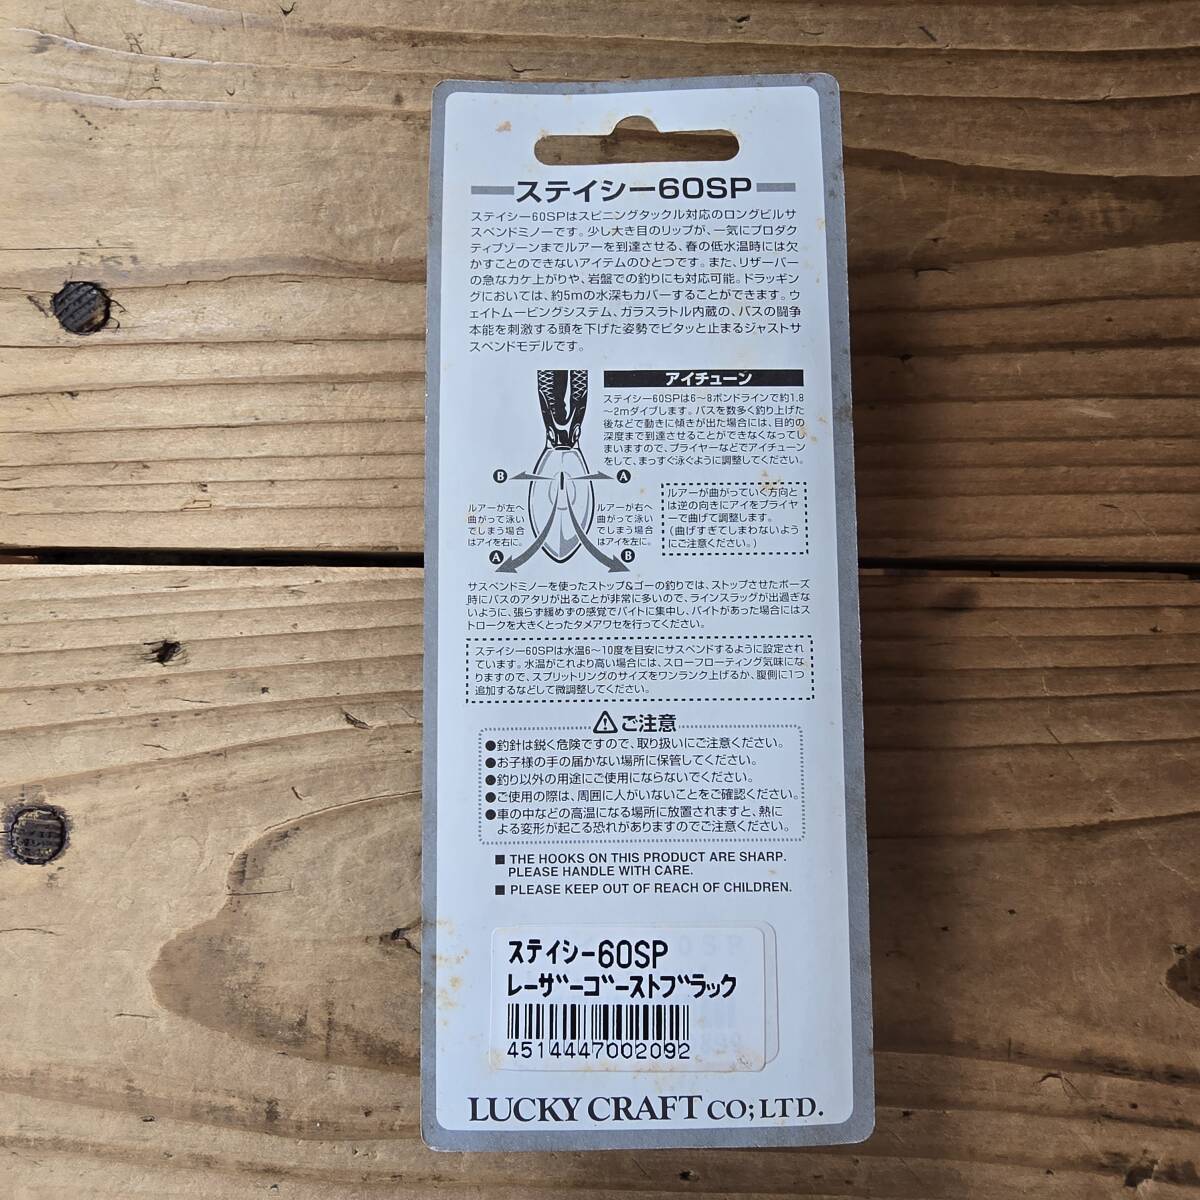 ステイシー60SP
ステイシー60SPはスピニングタックル対応のロングビルサ
スペンドミノーです。少し大き目のリップが、一気にプロダク
ティブゾーンまでルアーを到達させる、春の低水温時には欠
かすことのできないアイテムのひとつです。また、リザーバー
の急なカケ上がりや、岩盤での釣りにも対応可能。ドラッギン
グにおいては、約5mの水深もカバーすることができます。ウ
ェイトムービングシステム、ガラスラトル内蔵の、バスの闘争
本能を刺激する頭を下げた姿勢でピタッと止まるジャストサ
スペンドモデルです。
アイチューン
ステイシー60SPは6〜8ポンドラインで約1.8
〜2mダイブします。バスを数多く釣り上げた
後などで動きに傾きが出た場合には、目的の
深度まで到達させることができなくなってし
まいますので、プライヤーなどでアイチューン
をして、まっすぐ泳ぐように調整してください。
B
A
ルアーが左へ
曲がって泳い
でしまう場合
はアイを右に。
A
ルアーが右へ
曲がって泳い
でしまう場合
はアイを左に。
B
ルアーが曲がっていく方向と
は逆の向きにアイをプライヤ
ーで曲げて調整します。
(曲げすぎてしまわないよう
にご注意ください。)
サスペンドミノーを使ったストップ&ゴーの釣りでは、ストップさせたポーズ
時にバスのアタリが出ることが非常に多いので、ラインスラッグが出過ぎな
いように、張らず緩めずの感覚でバイトに集中し、バイトがあった場合にはス
トロークを大きくとったタメアワセを行ってください。
ステイシー60SPは水温6〜10度を目安にサスペンドするように設定され
ています。水温がこれより高い場合には、スローフローティング気味にな
りますので、スプリットリングのサイズをワンランク上げるか、腹側に1つ
追加するなどして微調整してください。
ご注意
●釣針は鋭く危険ですので、取り扱いにご注意ください。
●お子様の手の届かない場所に保管してください。
●釣り以外の用途にご使用にならないでください。
●ご使用の際は、周囲に人がいないことをご確認ください。
●車の中などの高温になる場所に放置されますと、熱に
よる変形が起こる恐れがありますのでご注意ください。
■ THE HOOKS ON THIS PRODUCT ARE SHARP.
PLEASE HANDLE WITH CARE.
■ PLEASE KEEP OUT OF REACH OF CHILDREN.
ステイシー60SP
レーザーゴーストブラック
4514447002092
LUCKY CRAFT CO;LTD.